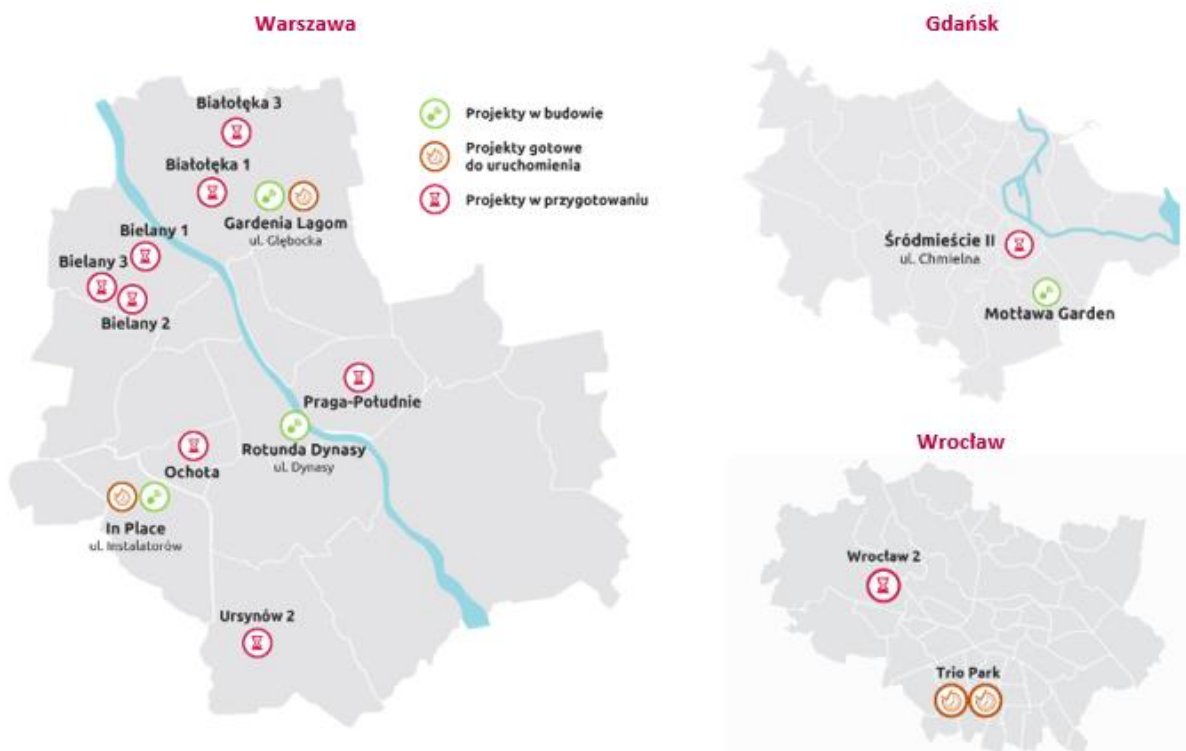 Warszawa
Białołęka 3
Białołęka 1
Gardenia Lagom
ul. Głębocka
Bielany 1
Bielany 3
Bielany 2
Praga-Południe
Rotunda Dynasy
ul. Dynasy
Ochota
In Place
ul. Instalatorów
Ursynów 2
Projekty w budowie
Projekty gotowe
do uruchomienia
Projekty w przygotowaniu
Gdańsk
Śródmieście II
ul. Chmielna
Motława Garden
Wrocław
Wrocław 2
Trio Park